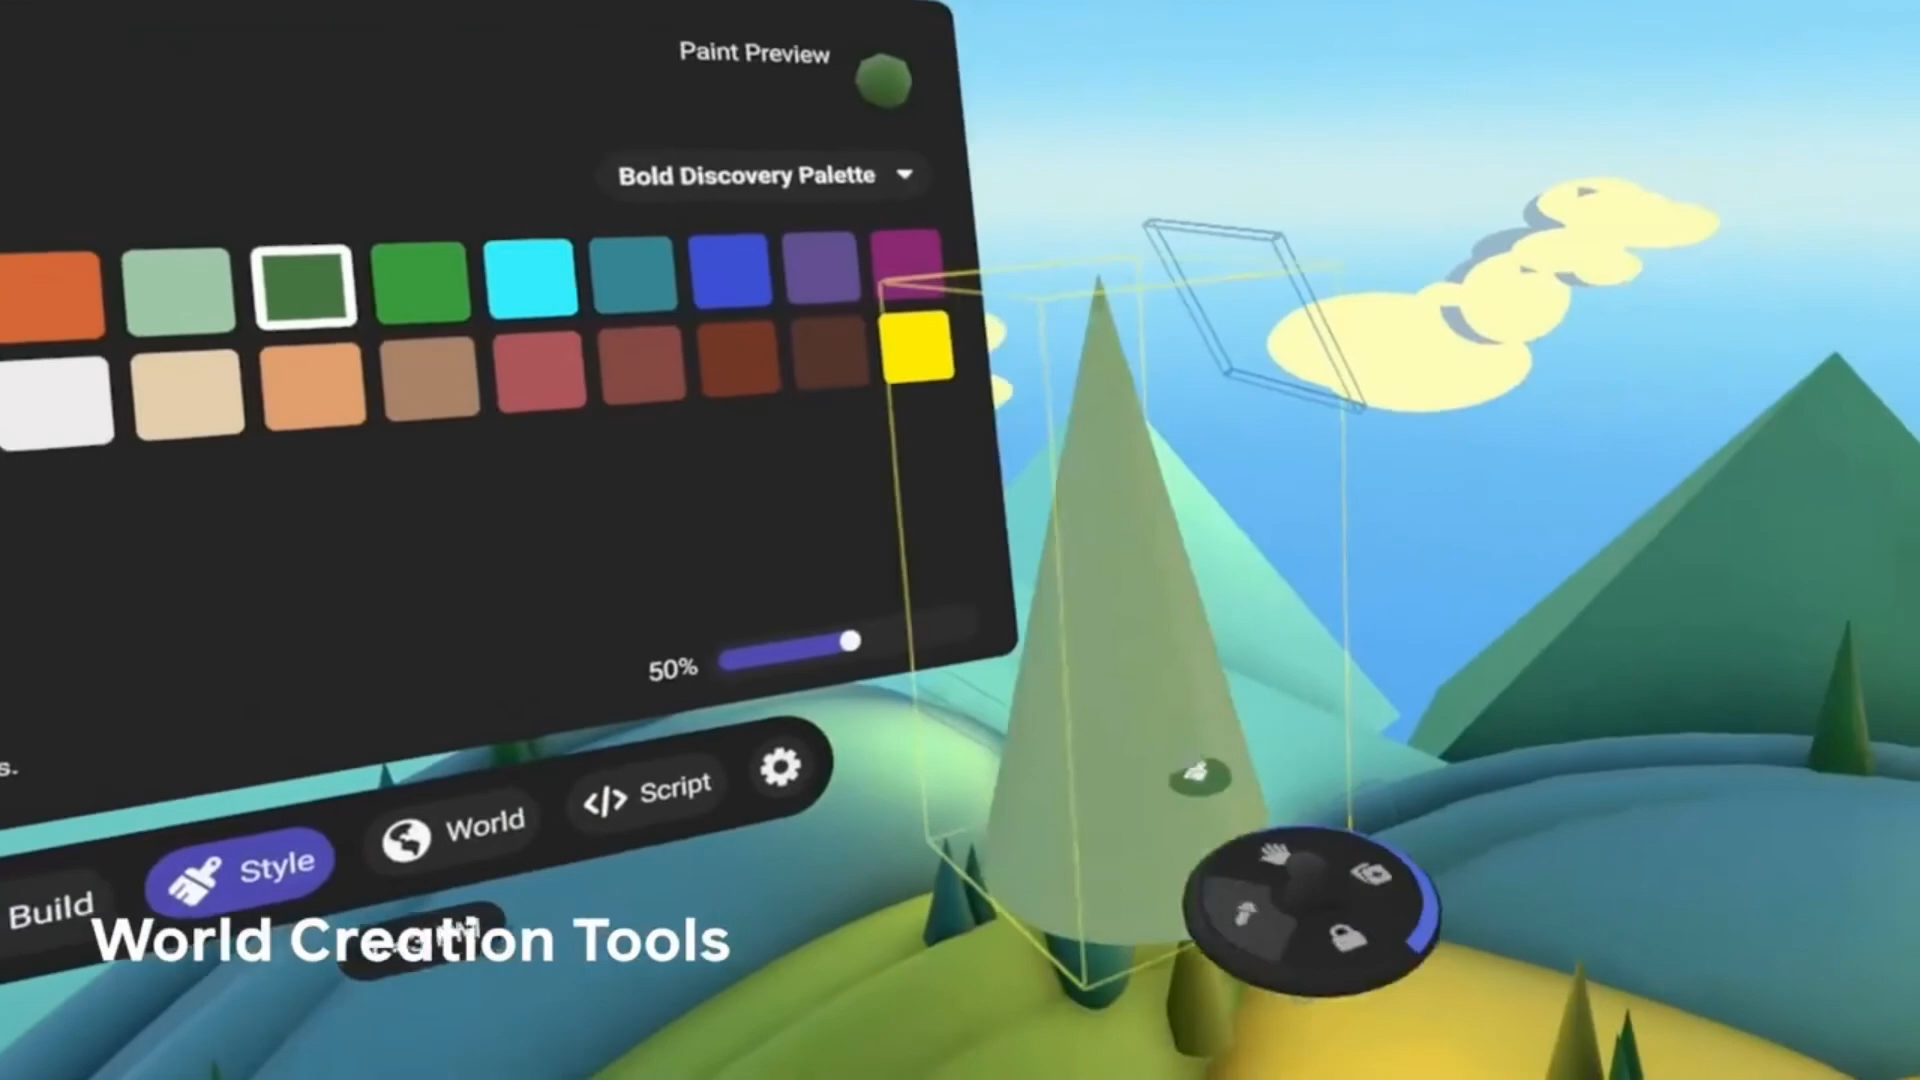 Paint Preview
Bold Discovery Palette
50%
s.
Build
Style
World
</> Script
World Creation Tools